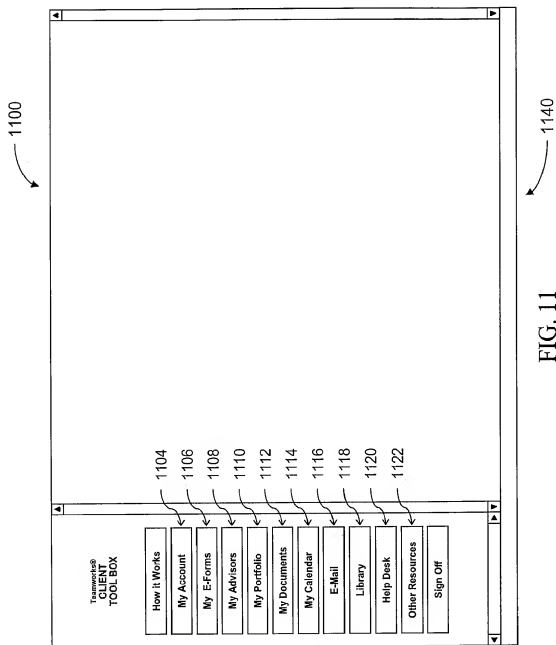 1100
Teamworks®
CLIENT
TOOL BOX
How it Works
My Account
1104
My E-Forms
1106
My Advisors
1108
My Portfolio
1110
My Documents
1112
My Calendar
1114
E-Mail
1116
Library
1118
Help Desk
1120
Other Resources
1122
Sign Off
1140
FIG. 11